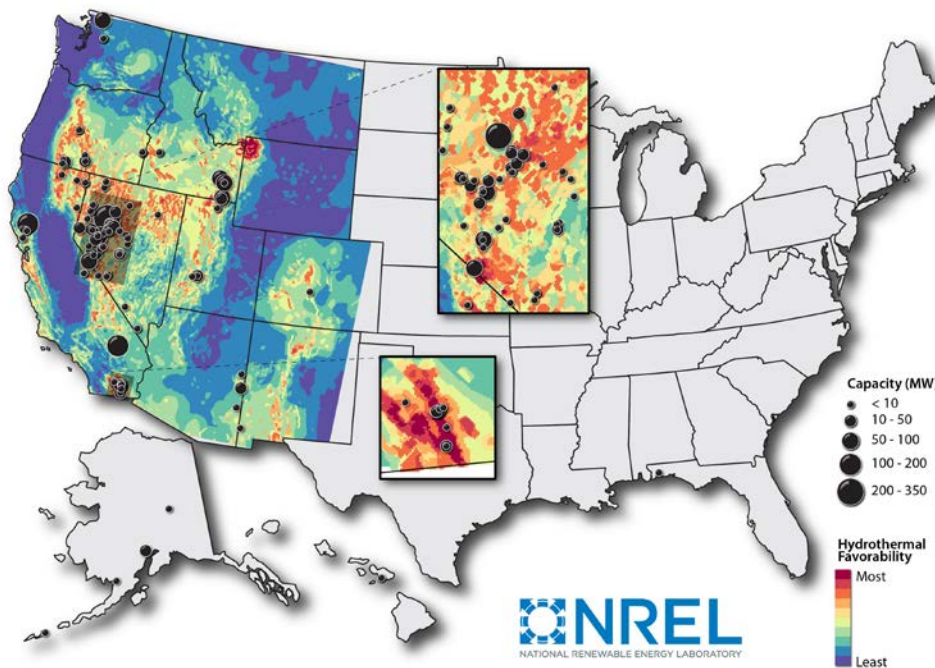 Capacity (MW)
< 10
10 - 50
50 - 100
100 - 200
200 - 350
Hydrothermal
Favorability
Most
Least
NREL
NATIONAL RENEWABLE ENERGY LABORATORY